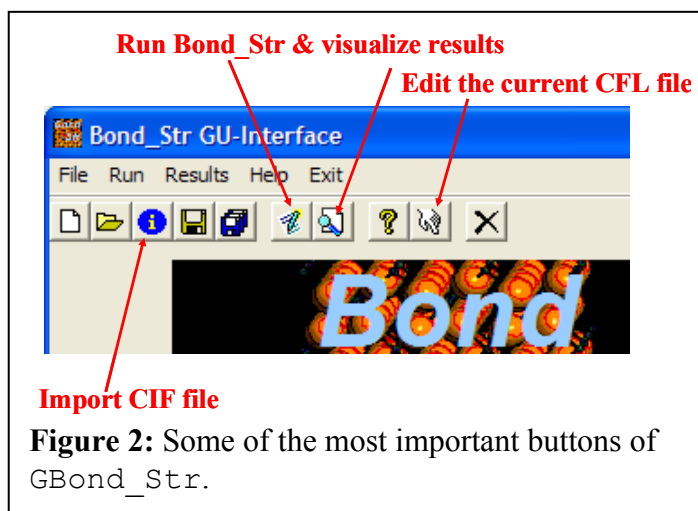 Run Bond_Str & visualize results
Edit the current CFL file
Bond_Str GU-Interface
File Run Results Help Exit
Bond
Import CIF file
Figure 2: Some of the most important buttons of
GBond_Str.